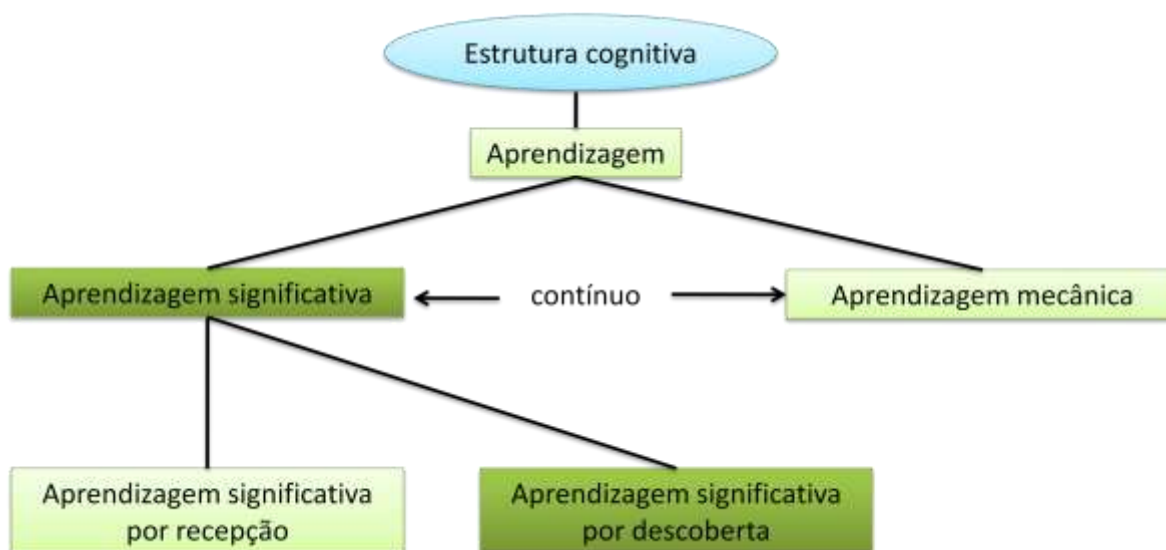 Estrutura cognitiva
Aprendizagem
Aprendizagem significativa
contínuo
Aprendizagem mecânica
Aprendizagem significativa
por recepção
Aprendizagem significativa
por descoberta